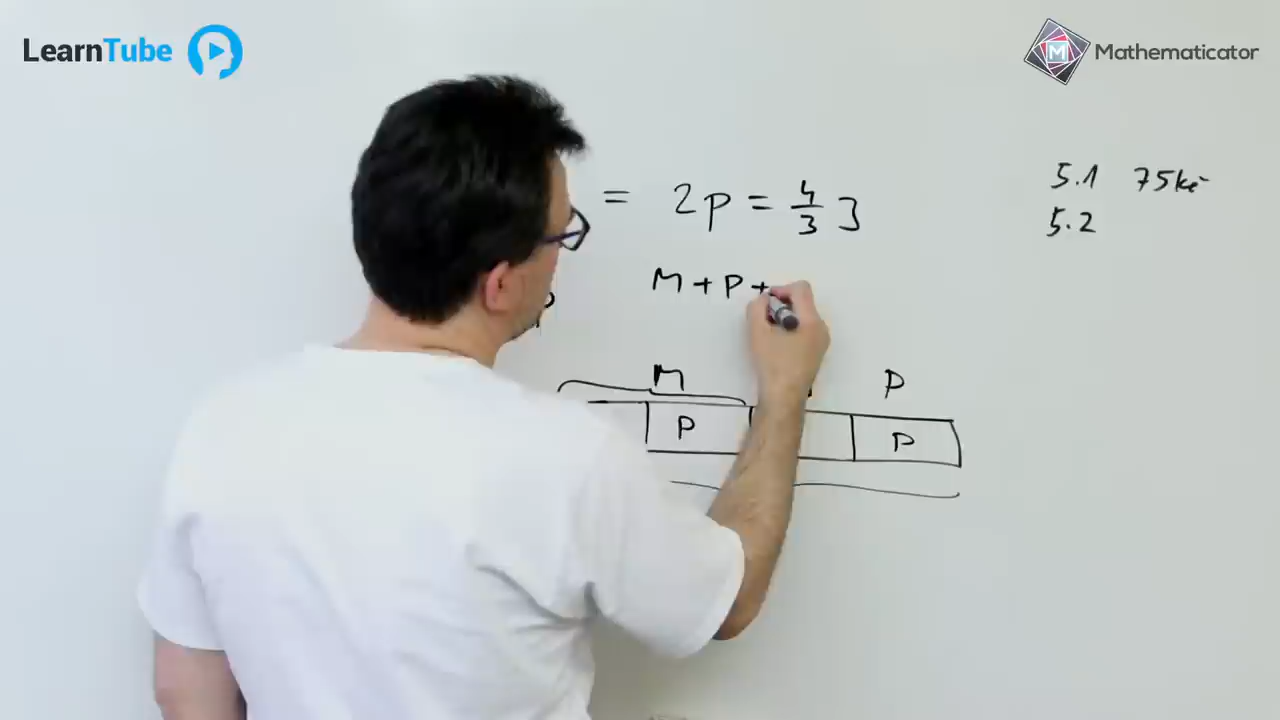 LearnTube
Mathematicator
5.1 75kč
= 2p = 4/3 J
5.2
M + P +
M P
P P